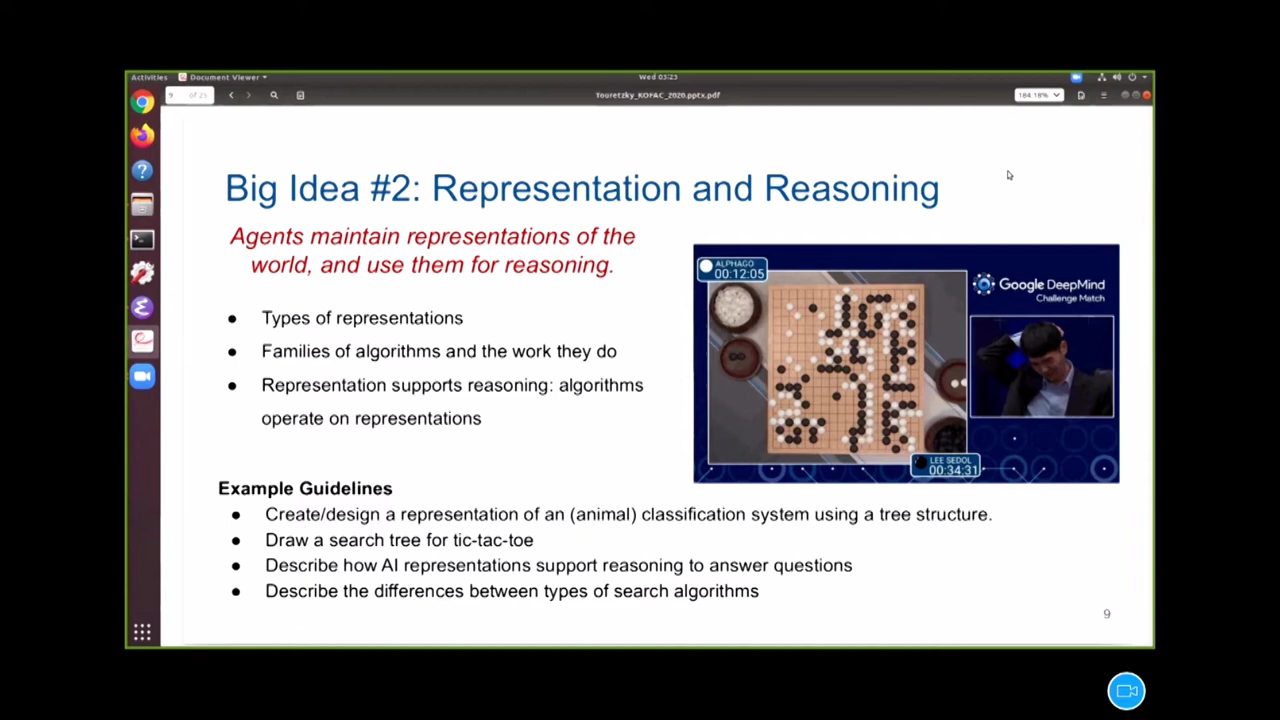 Activities Document Viewer Wed 03:23
9 of 25 Touretzky_KOFAC_2020.pptx.pdf 184.18%
Big Idea #2: Representation and Reasoning
Agents maintain representations of the
world, and use them for reasoning.
● Types of representations
● Families of algorithms and the work they do
● Representation supports reasoning: algorithms
operate on representations
ALPHAGO
00:12:05
Google DeepMind
Challenge Match
LEE SEDOL
00:34:31
Example Guidelines
● Create/design a representation of an (animal) classification system using a tree structure.
● Draw a search tree for tic-tac-toe
● Describe how AI representations support reasoning to answer questions
● Describe the differences between types of search algorithms
9